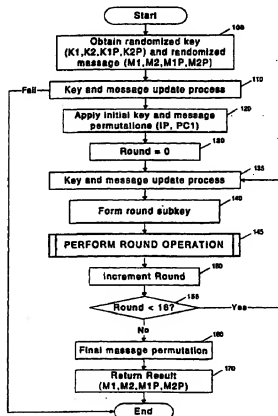 Start
100
Obtain randomized key
(K1,K2,K1P,K2P) and randomized
massage (M1,M2,M1P,M2P)
110
Fail
Key and message update process
120
Apply initial key and message
permutations (IP, PC1)
130
Round = 0
135
Key and message update process
140
Form round subkey
145
PERFORM ROUND OPERATION
150
Increment Round
155
Round < 16?
Yes
No
160
Final massage permutation
170
Return Result
(M1,M2,M1P,M2P)
End